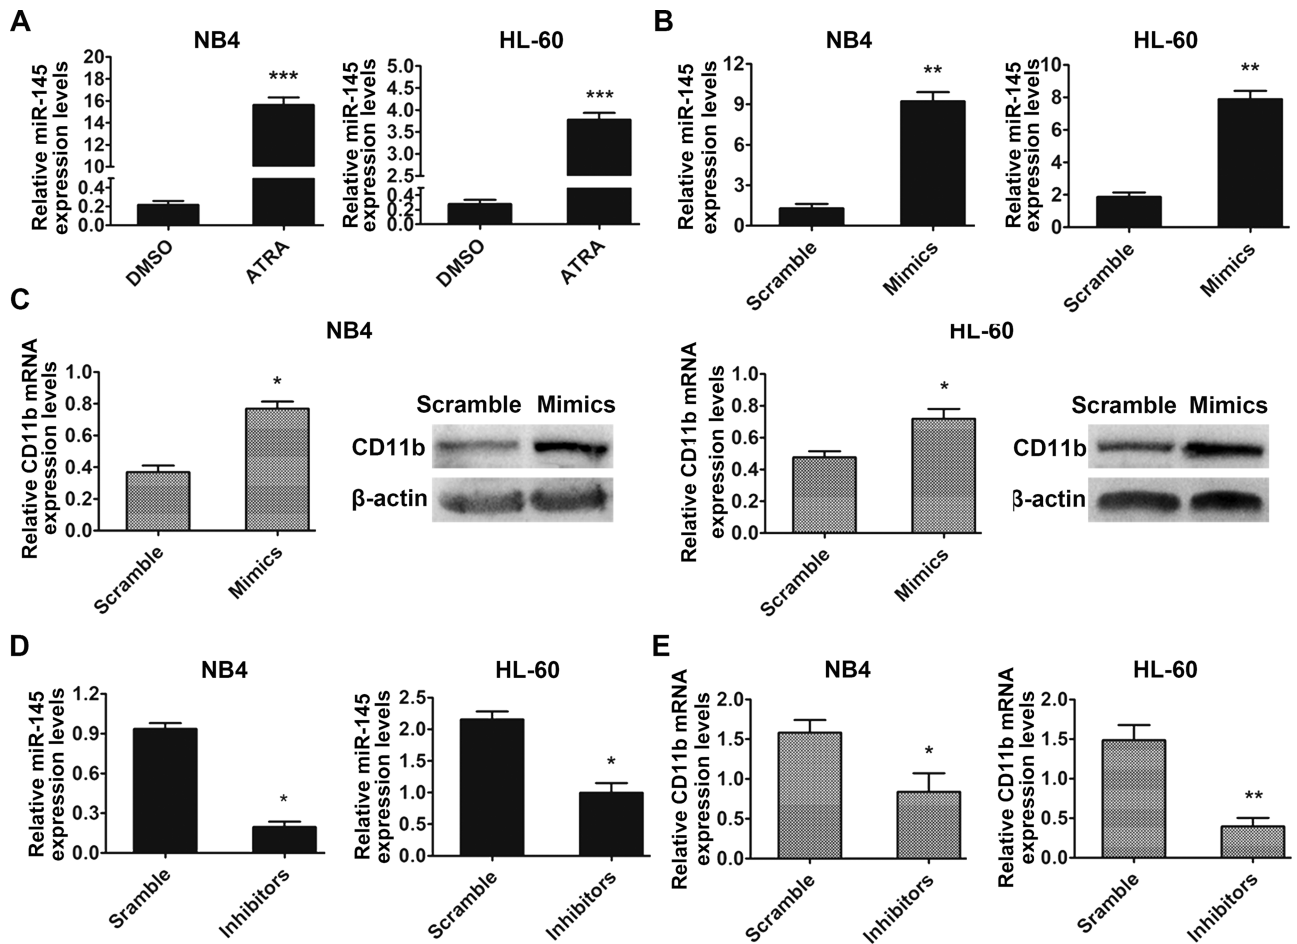 A
NB4
Relative miR-145
expression levels
20
18
16
14
12
10
0.4
0.2
0.0
***
DMSO
ATRA
HL-60
Relative miR-145
expression levels
5.0
4.5
4.0
3.5
3.0
2.5
0.4
0.2
0.0
***
DMSO
ATRA
B
NB4
Relative miR-145
expression levels
12
9
6
3
0
**
Scramble
Mimics
HL-60
Relative miR-145
expression levels
10
8
6
4
2
0
**
Scramble
Mimics
C
NB4
Relative CD11b mRNA
expression levels
1.0
0.8
0.6
0.4
0.2
0.0
*
Scramble
Mimics
Scramble Mimics
CD11b
β-actin
HL-60
Relative CD11b mRNA
expression levels
1.0
0.8
0.6
0.4
0.2
0.0
*
Scramble
Mimics
Scramble Mimics
CD11b
β-actin
D
NB4
Relative miR-145
expression levels
1.2
0.9
0.6
0.3
0.0
*
Sramble
Inhibitors
HL-60
Relative miR-145
expression levels
2.5
2.0
1.5
1.0
0.5
0.0
*
Scramble
Inhibitors
E
NB4
Relative CD11b mRNA
expression levels
2.0
1.5
1.0
0.5
0.0
*
Scramble
Inhibitors
HL-60
Relative CD11b mRNA
expression levels
2.0
1.5
1.0
0.5
0.0
**
Sramble
Inhibitors